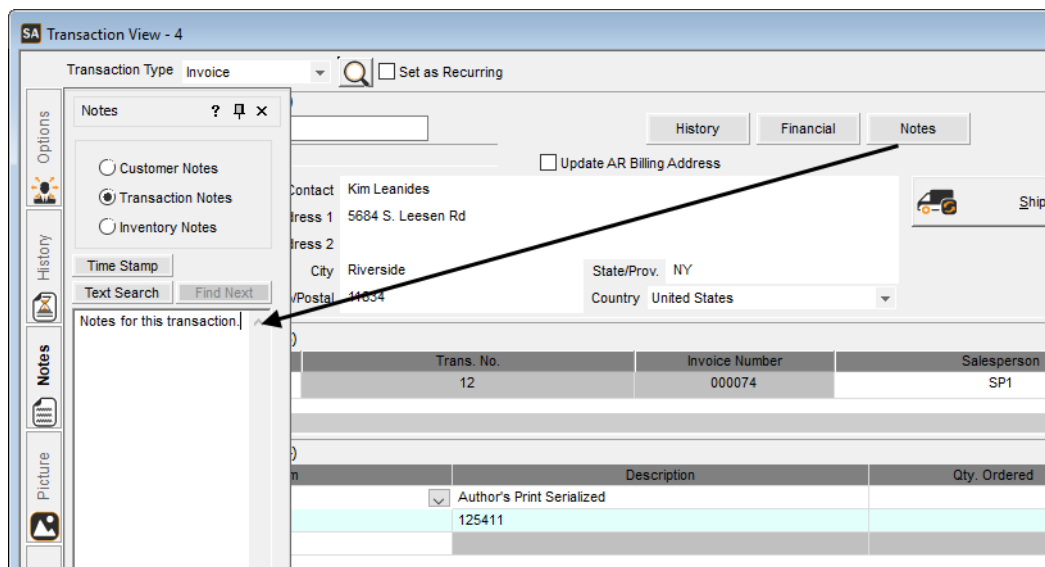 SA Transaction View - 4
Transaction Type Invoice Set as Recurring
Notes ? ×
History Financial Notes
Options
Customer Notes
Transaction Notes
Inventory Notes
Update AR Billing Address
Contact Kim Leanides
dress 1 5684 S. Leesen Rd
dress 2
City Riverside State/Prov. NY
/Postal 11834 Country United States
Ship
History
Time Stamp
Text Search Find Next
Notes for this transaction.
Notes
Trans. No. Invoice Number Salesperson
12 000074 SP1
Picture
Description Qty. Ordered
Author's Print Serialized
125411